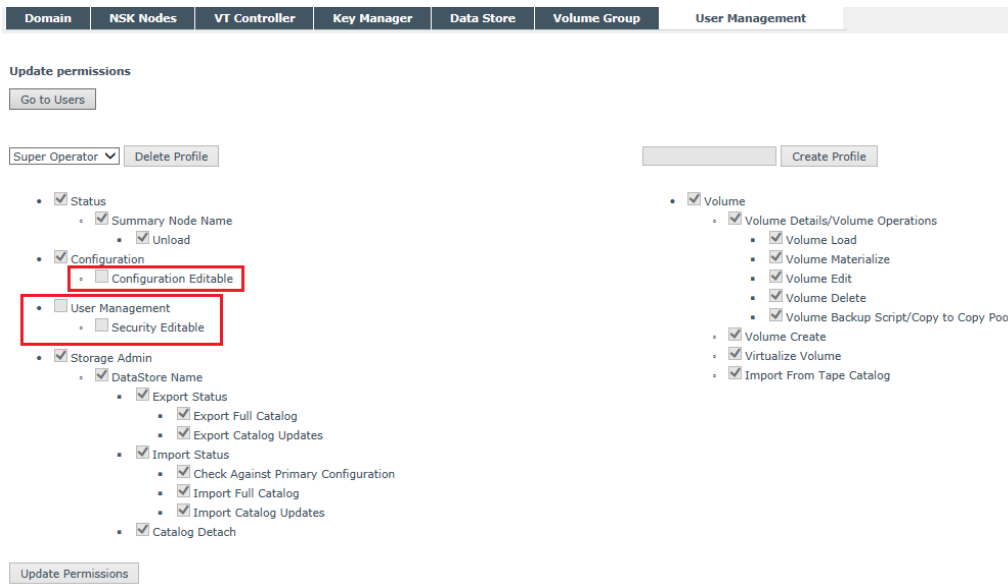 Domain NSK Nodes VT Controller Key Manager Data Store Volume Group User Management
Update permissions
Go to Users
Super Operator Delete Profile
Create Profile
Status
Summary Node Name
Unload
Configuration
Configuration Editable
User Management
Security Editable
Storage Admin
DataStore Name
Export Status
Export Full Catalog
Export Catalog Updates
Import Status
Check Against Primary Configuration
Import Full Catalog
Import Catalog Updates
Catalog Detach
Volume
Volume Details/Volume Operations
Volume Load
Volume Materialize
Volume Edit
Volume Delete
Volume Backup Script/Copy to Copy Poo
Volume Create
Virtualize Volume
Import From Tape Catalog
Update Permissions